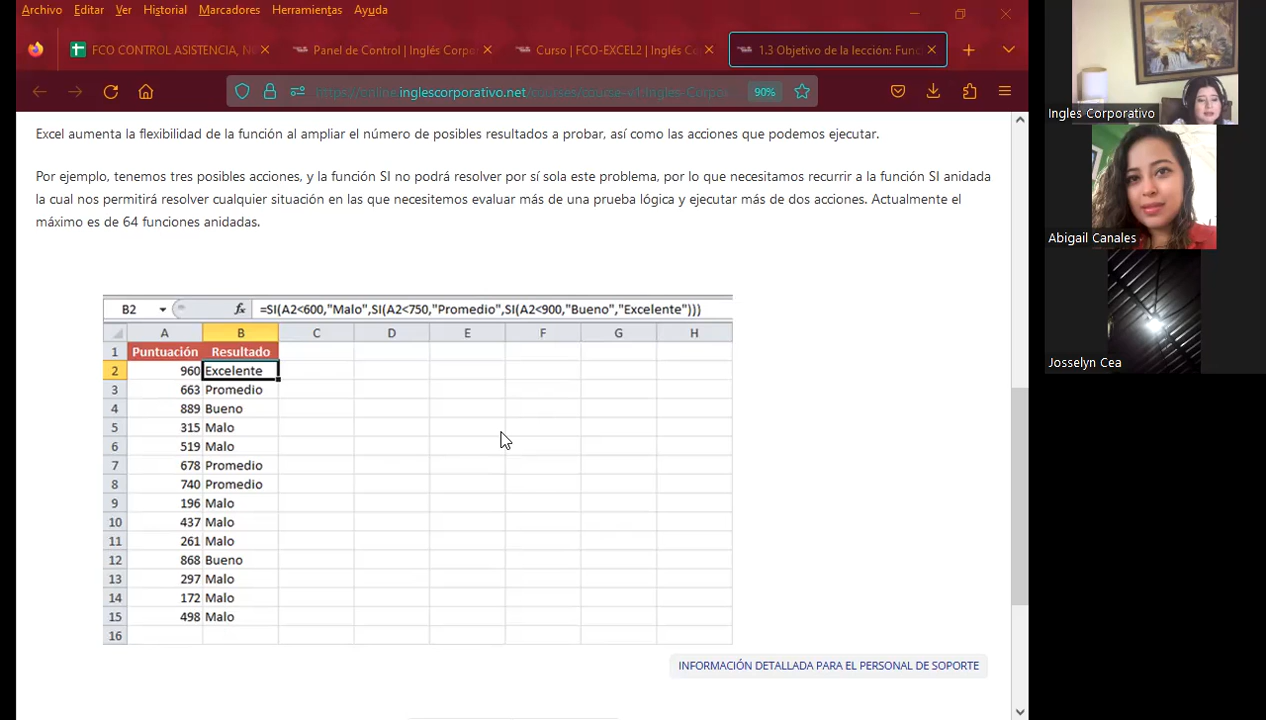 Archivo Editar Ver Historial Marcadores Herramientas Ayuda
FCO CONTROL ASISTENCIA, N
Panel de Control | Inglés Corpo
Curso | FCO-EXCEL2 | Inglés Co
1.3 Objetivo de la lección: Func
https://online.inglescorporativo.net/courses/course-v1:Ingles-Corpo
90%
Excel aumenta la flexibilidad de la función al ampliar el número de posibles resultados a probar, así como las acciones que podemos ejecutar.
Por ejemplo, tenemos tres posibles acciones, y la función SI no podrá resolver por sí sola este problema, por lo que necesitamos recurrir a la función SI anidada
la cual nos permitirá resolver cualquier situación en las que necesitemos evaluar más de una prueba lógica y ejecutar más de dos acciones. Actualmente el
máximo es de 64 funciones anidadas.
B2 fx =SI(A2<600,"Malo",SI(A2<750,"Promedio",SI(A2<900,"Bueno","Excelente")))
A B C D E F G H
1 Puntuación Resultado
2 960 Excelente
3 663 Promedio
4 889 Bueno
5 315 Malo
6 519 Malo
7 678 Promedio
8 740 Promedio
9 196 Malo
10 437 Malo
11 261 Malo
12 868 Bueno
13 297 Malo
14 172 Malo
15 498 Malo
16
INFORMACIÓN DETALLADA PARA EL PERSONAL DE SOPORTE
Ingles Corporativo
Abigail Canales
Josselyn Cea